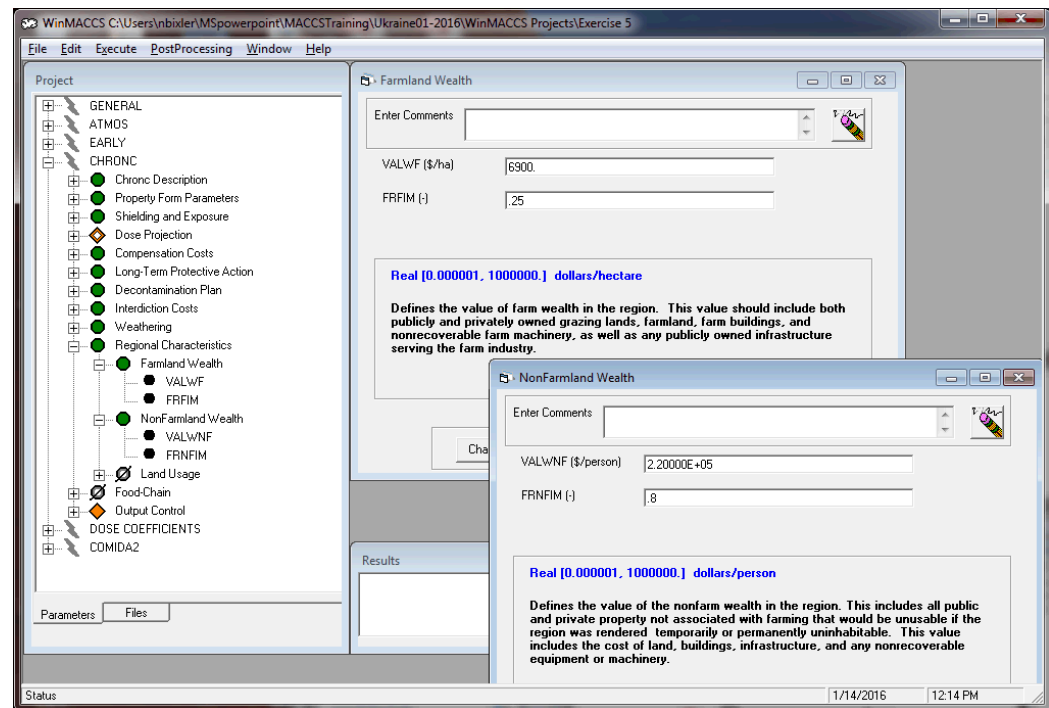 WinMACCS C:\Users\nbixler\MSpowerpoint\MACCSTraining\Ukraine01-2016\WinMACCS Projects\Exercise 5
File Edit Execute PostProcessing Window Help
Project
GENERAL
ATMOS
EARLY
CHRONC
Chronc Description
Property Form Parameters
Shielding and Exposure
Dose Projection
Compensation Costs
Long-Term Protective Action
Decontamination Plan
Interdiction Costs
Weathering
Regional Characteristics
Farmland Wealth
VALWF
FRFIM
NonFarmland Wealth
VALWNF
FRNFIM
Land Usage
Food-Chain
Output Control
DOSE COEFFICIENTS
COMIDA2
Parameters Files
Farmland Wealth
Enter Comments
VALWF ($/ha) 6900.
FRFIM (-) .25
Real [0.000001, 1000000.] dollars/hectare
Defines the value of farm wealth in the region. This value should include both
publicly and privately owned grazing lands, farmland, farm buildings, and
nonrecoverable farm machinery, as well as any publicly owned infrastructure
serving the farm industry.
Cha
Results
NonFarmland Wealth
Enter Comments
VALWNF ($/person) 2.20000E+05
FRNFIM (-) .8
Real [0.000001, 1000000.] dollars/person
Defines the value of the nonfarm wealth in the region. This includes all public
and private property not associated with farming that would be unusable if the
region was rendered temporarily or permanently uninhabitable. This value
includes the cost of land, buildings, infrastructure, and any nonrecoverable
equipment or machinery.
Status 1/14/2016 12:14 PM